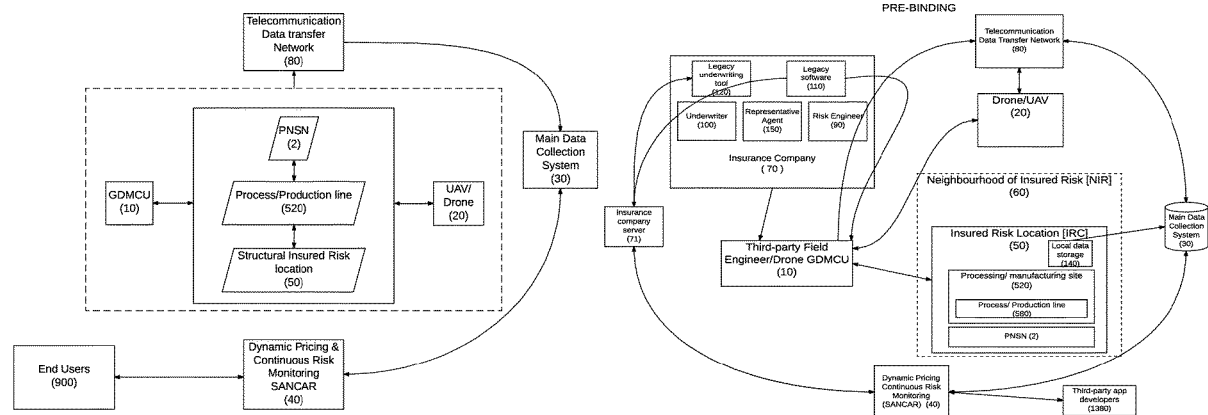 Telecommunication
Data transfer
Network
(80)
PNSN
(2)
GDMCU
(10)
Process/Production line
(520)
UAV/
Drone
(20)
Structural Insured Risk
location
(50)
Main Data
Collection
System
(30)
End Users
(900)
Dynamic Pricing &
Continuous Risk
Monitoring
SANCAR
(40)
PRE-BINDING
Telecommunication
Data Transfer Network
(80)
Legacy
underwriting
tool
(120)
Legacy
software
(110)
Underwriter
(100)
Representative
Agent
(150)
Risk Engineer
(90)
Insurance Company
( 70 )
Drone/UAV
(20)
Neighbourhood of Insured Risk [NIR]
(60)
Insurance
company
server
(71)
Third-party Field
Engineer/Drone GDMCU
(10)
Insured Risk Location [IRC]
(50)
Local data
storage
(140)
Processing/ manufacturing site
(520)
Process/ Production line
(580)
PNSN (2)
Main Data
Collection
System
(30)
Dynamic Pricing
Continuous Risk
Monitoring
(SANCAR) (40)
Third-party app
developers
(1380)